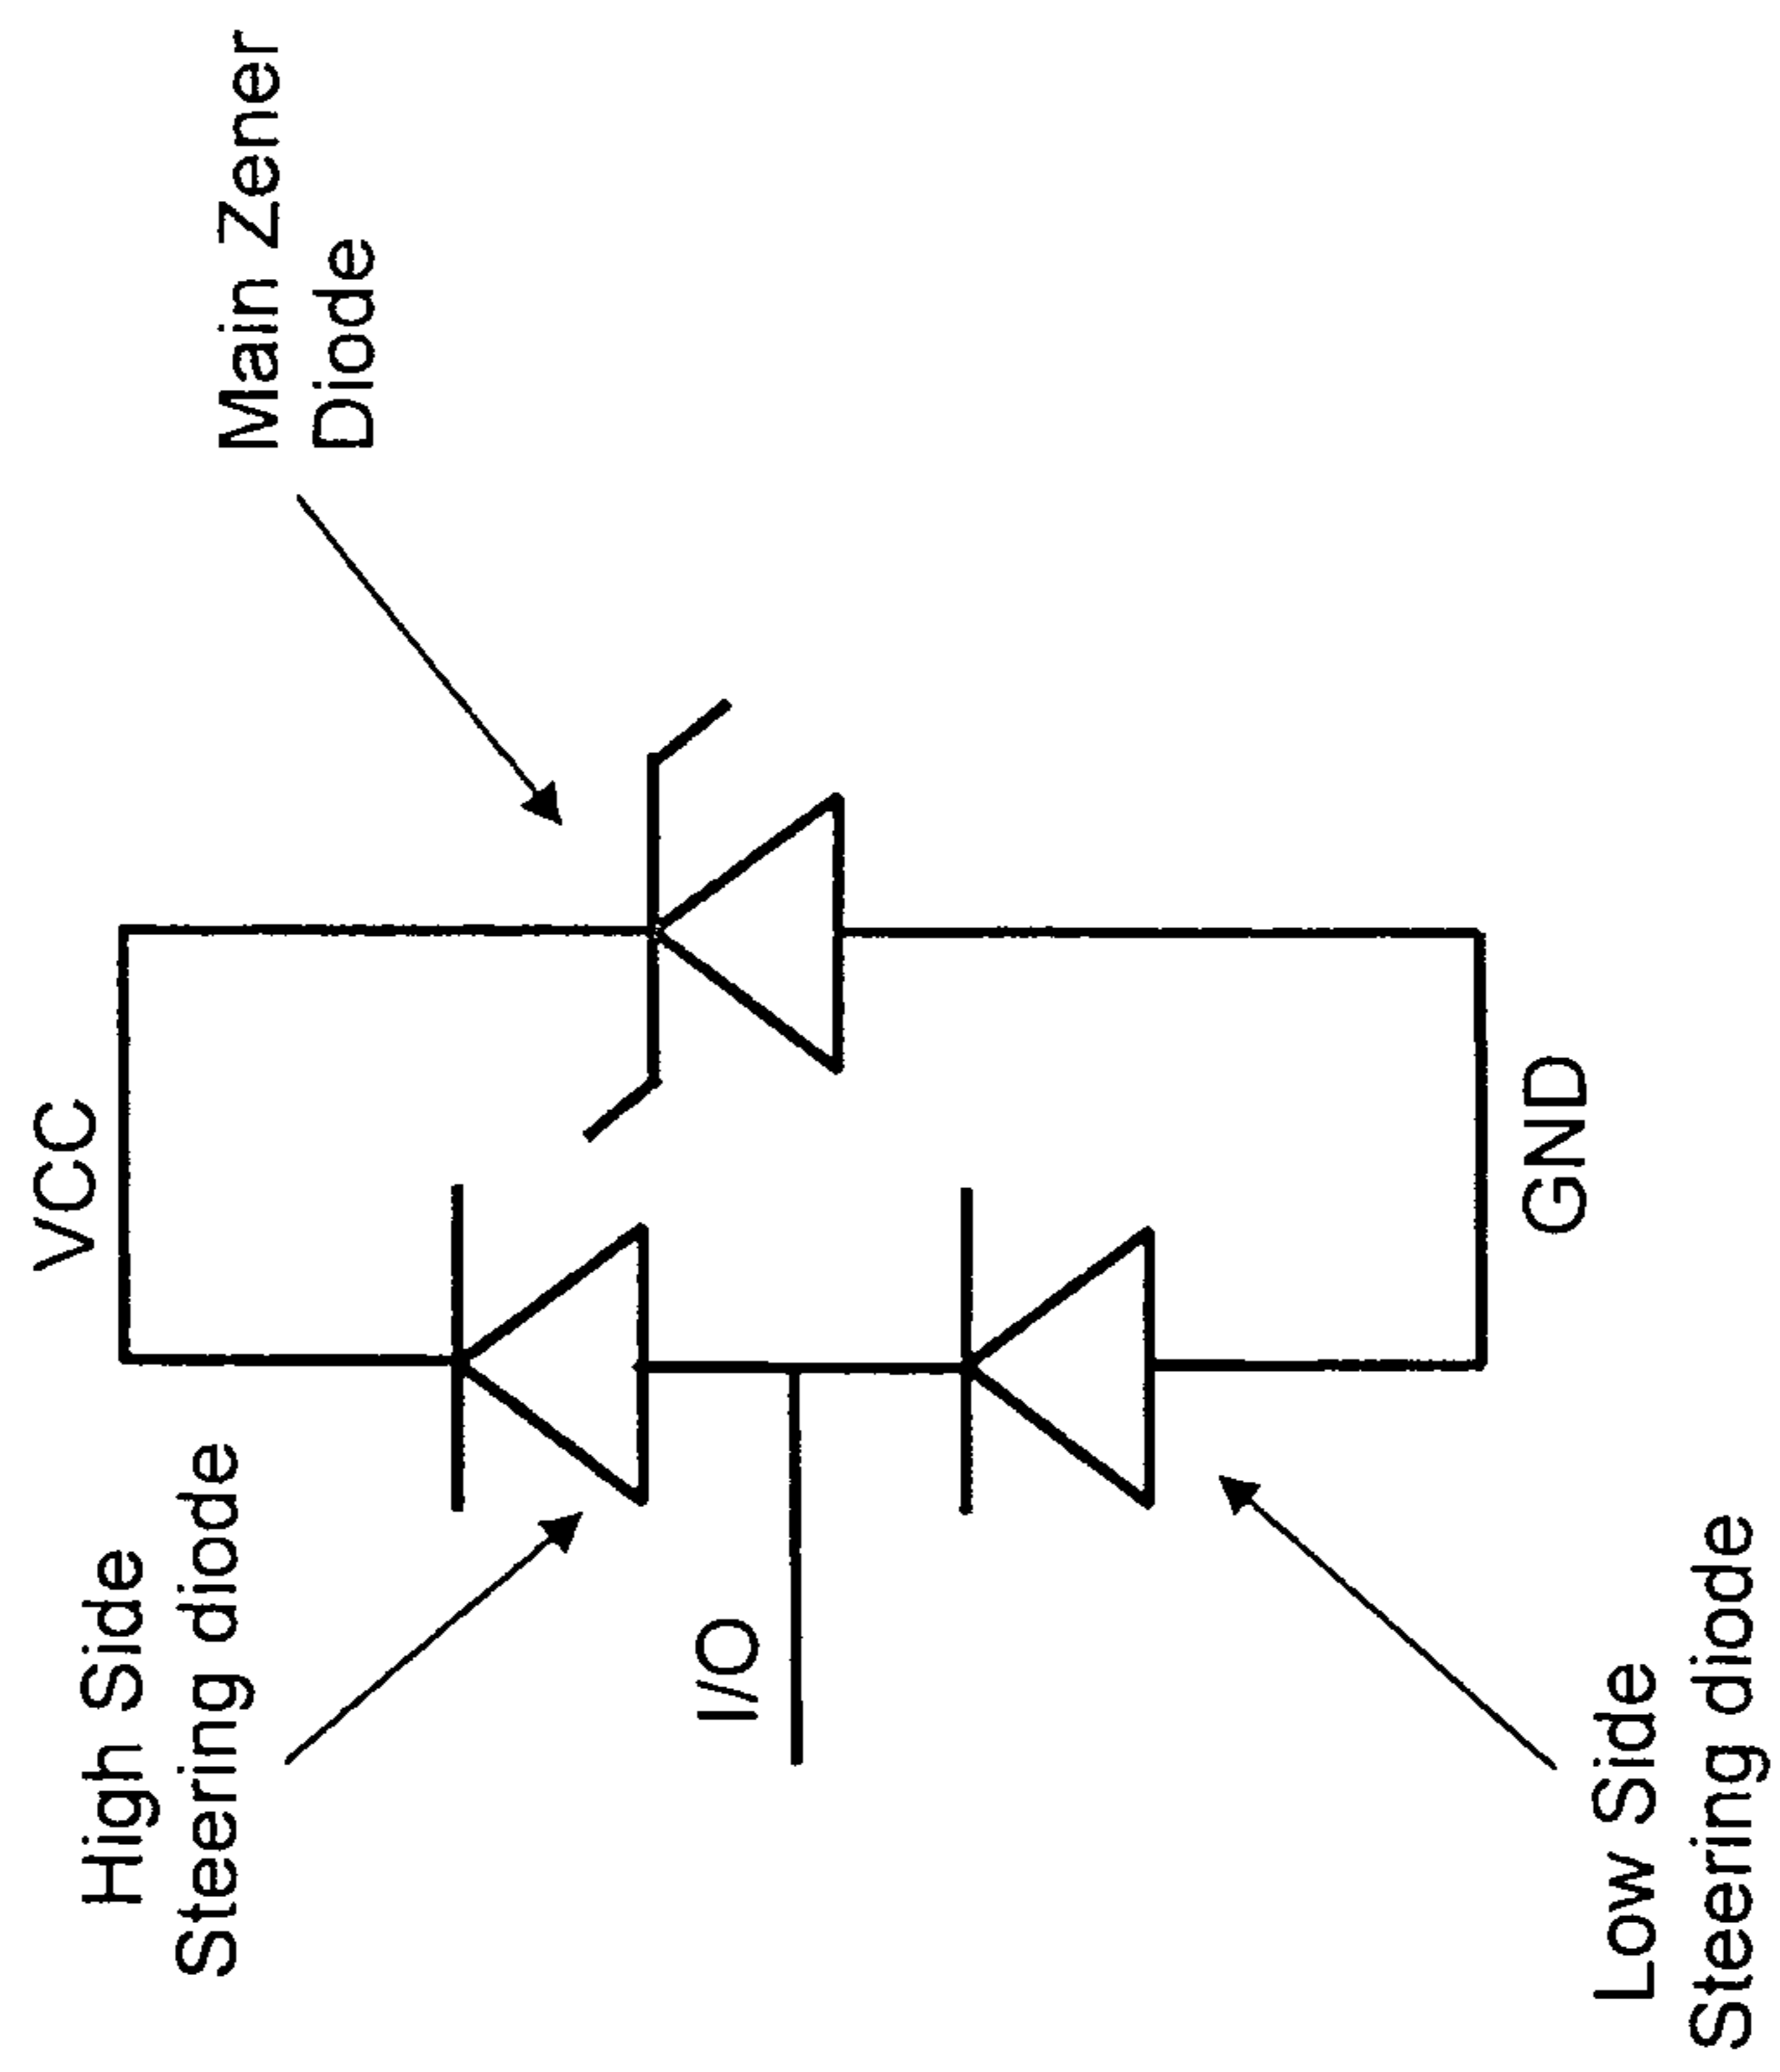 High Side
Steering diode
VCC
Main Zener
Diode
I/O
Low Side
Steering diode
GND